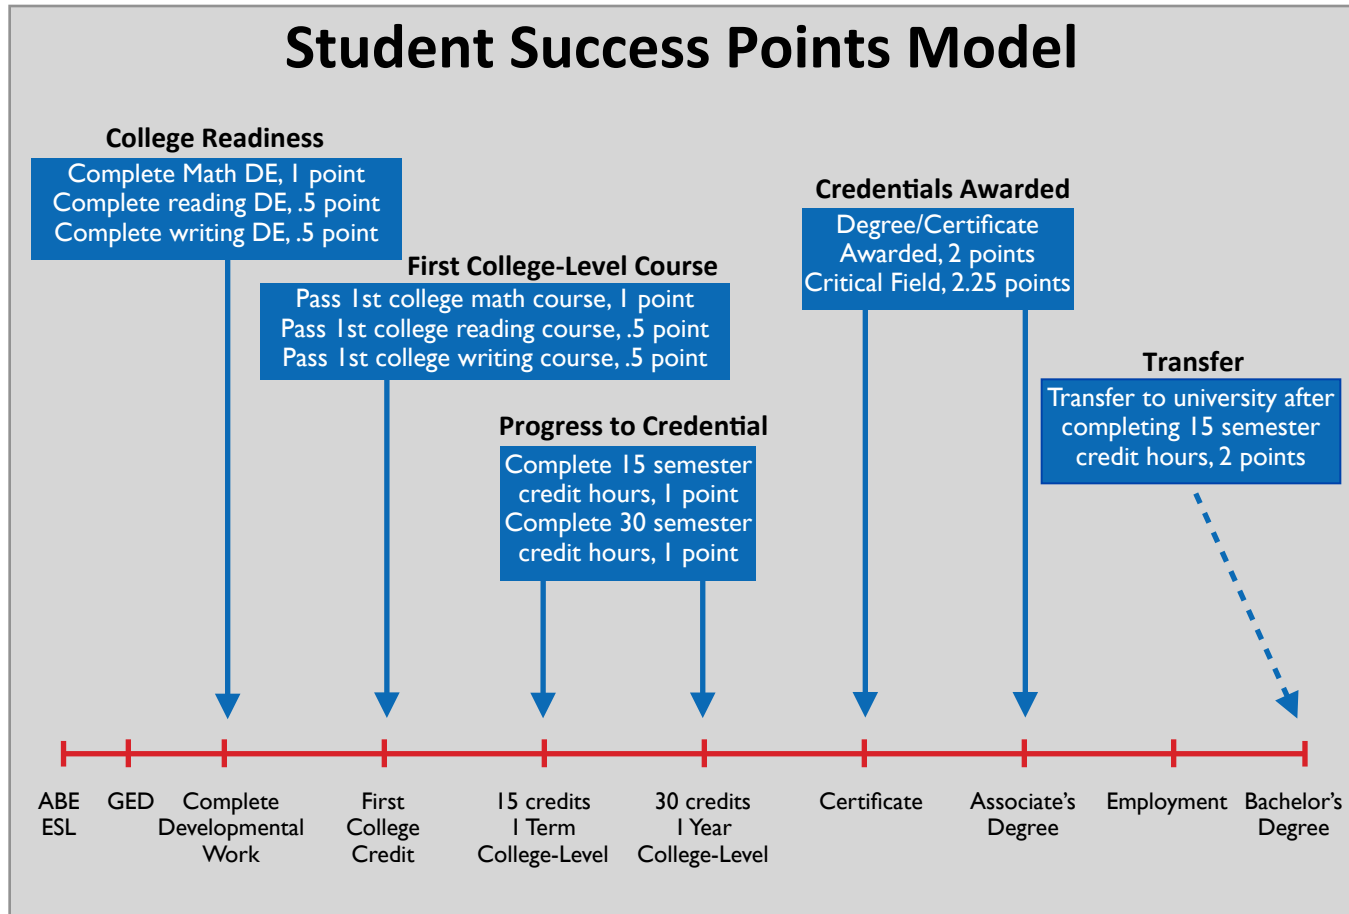 Student Success Points Model
College Readiness
Complete Math DE, 1 point
Complete reading DE, .5 point
Complete writing DE, .5 point
First College-Level Course
Pass 1st college math course, 1 point
Pass 1st college reading course, .5 point
Pass 1st college writing course, .5 point
Progress to Credential
Complete 15 semester
credit hours, 1 point
Complete 30 semester
credit hours, 1 point
Credentials Awarded
Degree/Certificate
Awarded, 2 points
Critical Field, 2.25 points
Transfer
Transfer to university after
completing 15 semester
credit hours, 2 points
ABE
ESL
GED
Complete
Developmental
Work
First
College
Credit
15 credits
1 Term
College-Level
30 credits
1 Year
College-Level
Certificate
Associate's
Degree
Employment
Bachelor's
Degree